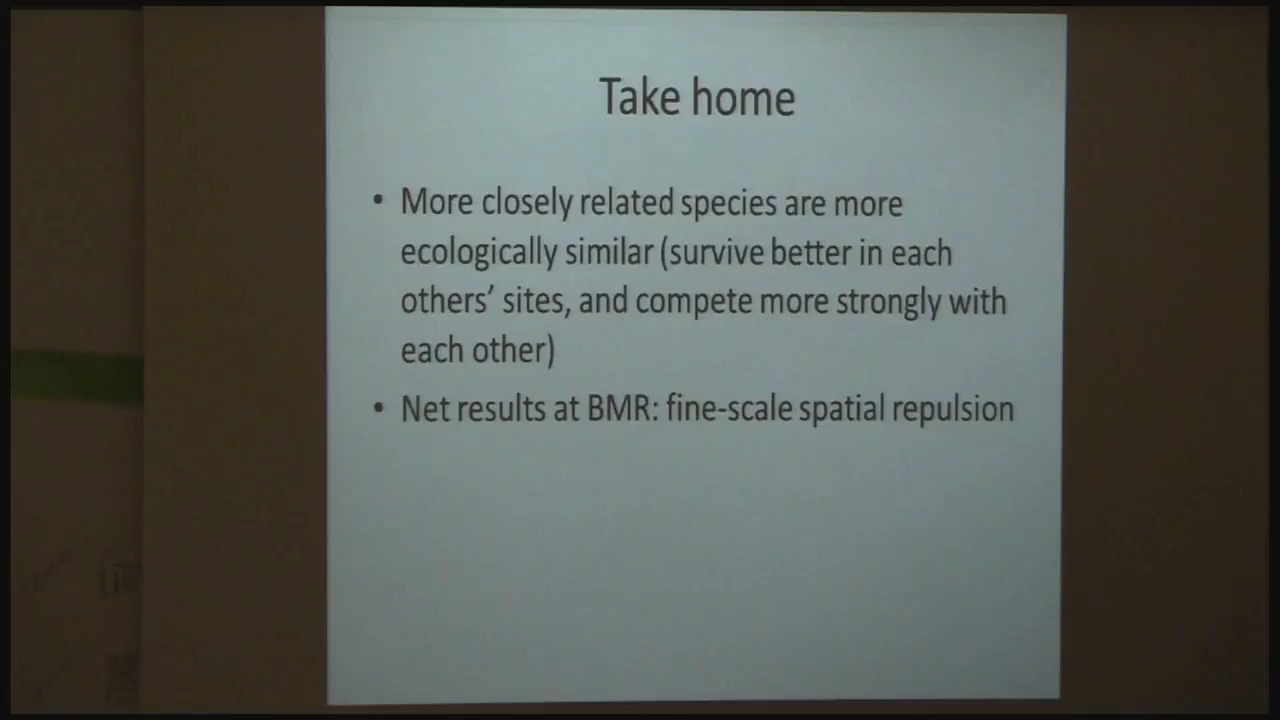 Take home
• More closely related species are more
ecologically similar (survive better in each
others’ sites, and compete more strongly with
each other)
• Net results at BMR: fine-scale spatial repulsion